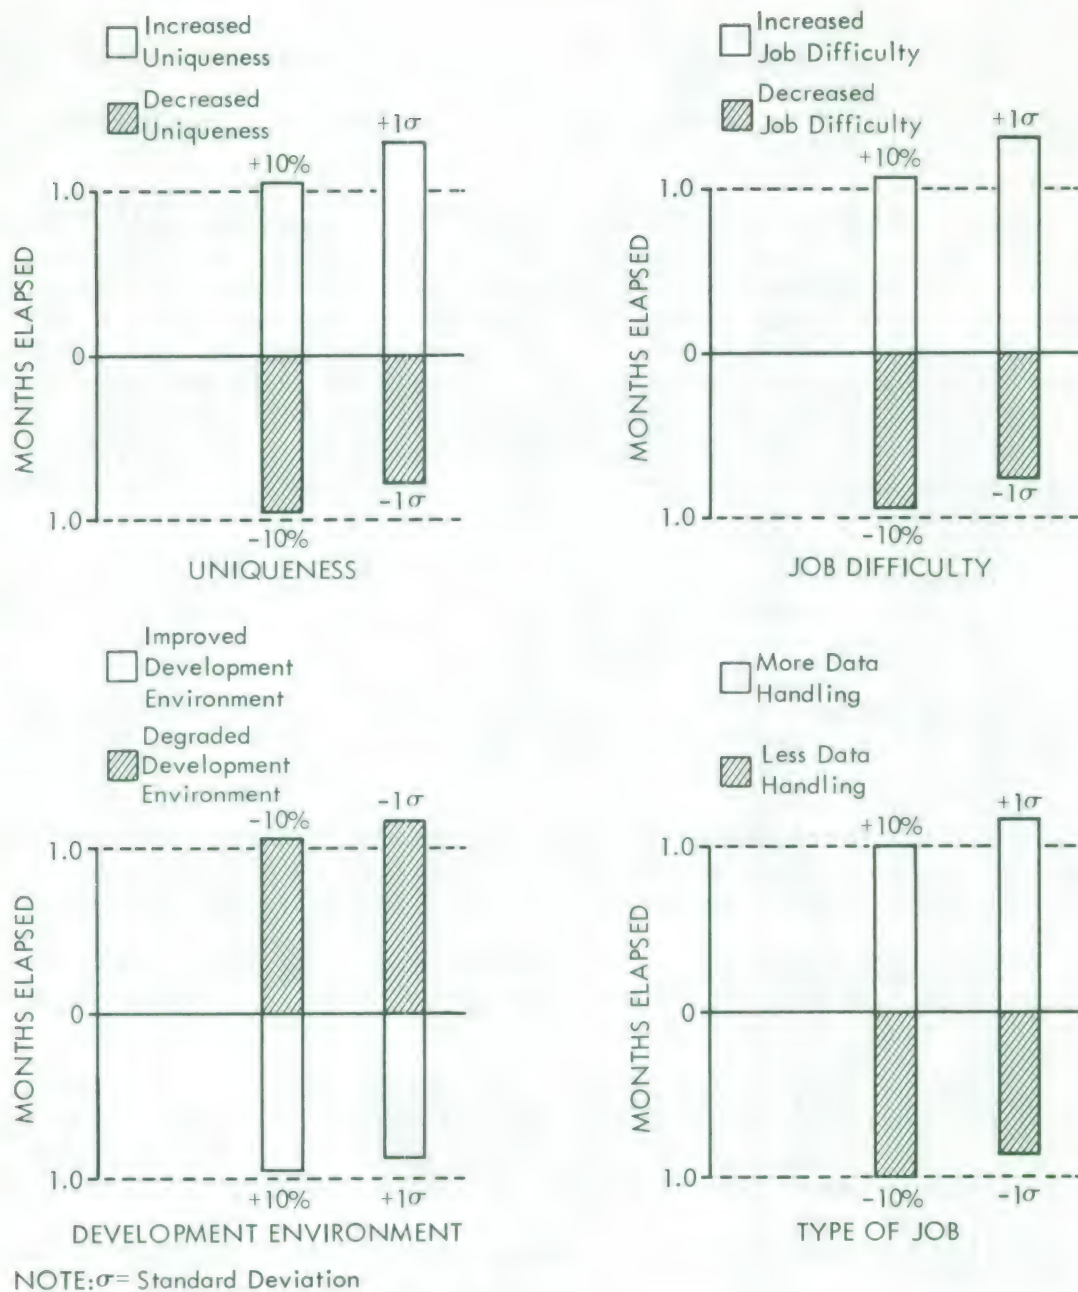 Increased
Uniqueness
Decreased
Uniqueness
+10%
+1σ
1.0
0
1.0
MONTHS ELAPSED
-10%
-1σ
UNIQUENESS
Increased
Job Difficulty
Decreased
Job Difficulty
+10%
+1σ
1.0
0
1.0
MONTHS ELAPSED
-10%
-1σ
JOB DIFFICULTY
Improved
Development
Environment
Degraded
Development
Environment
-10%
-1σ
1.0
0
1.0
MONTHS ELAPSED
+10%
+1σ
DEVELOPMENT ENVIRONMENT
More Data
Handling
Less Data
Handling
+10%
+1σ
1.0
0
1.0
MONTHS ELAPSED
-10%
-1σ
TYPE OF JOB
NOTE:σ= Standard Deviation